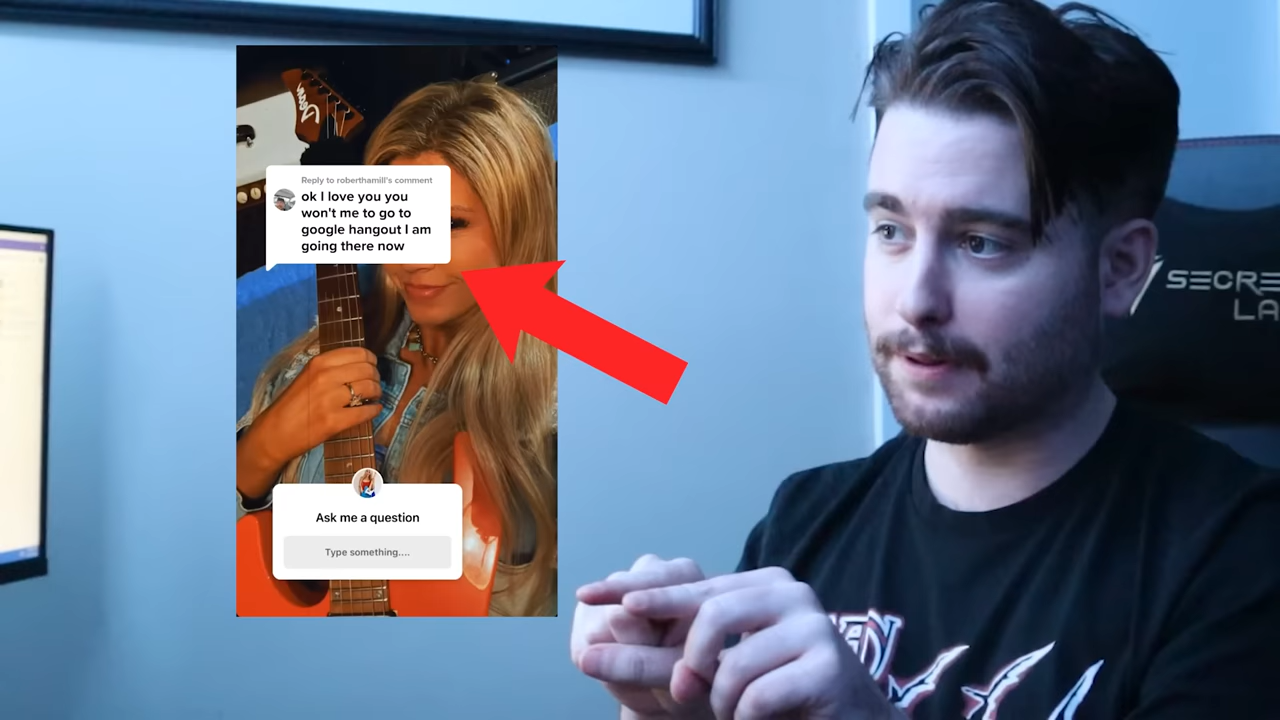 Dean
Reply to roberthamill's comment
ok I love you you
won't me to go to
google hangout I am
going there now
Ask me a question
Type something....
SECRE
LA